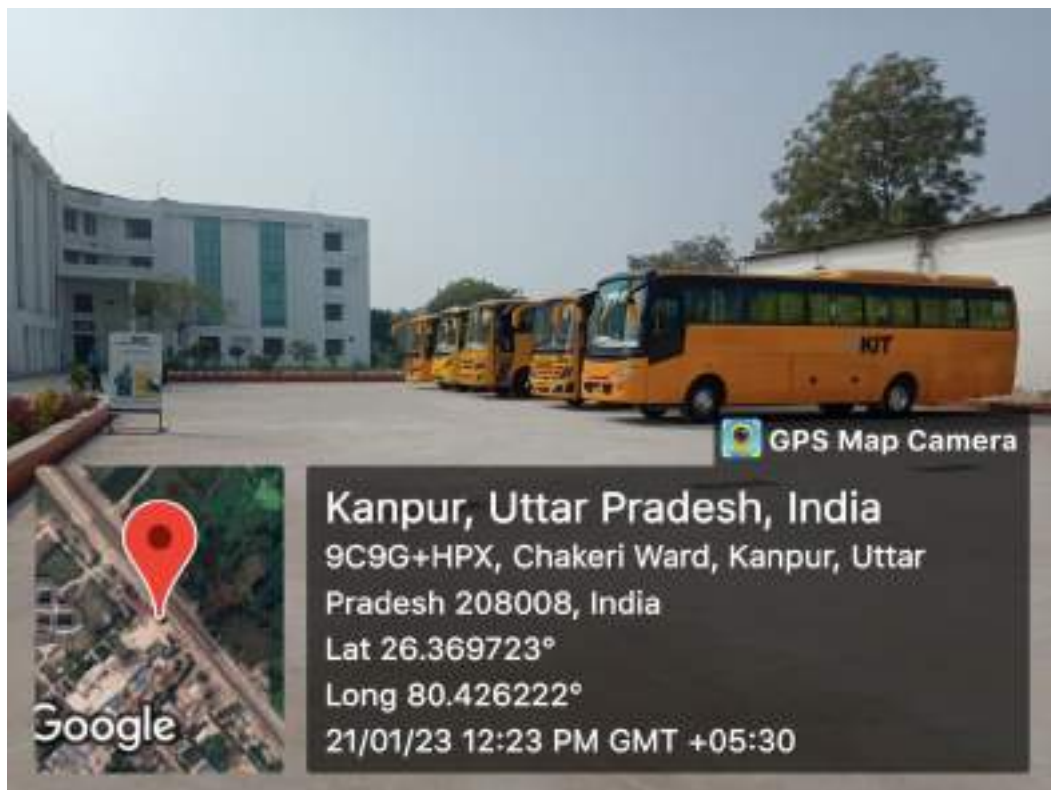 KIT
GPS Map Camera
Kanpur, Uttar Pradesh, India
9C9G+HPX, Chakeri Ward, Kanpur, Uttar
Pradesh 208008, India
Lat 26.369723°
Long 80.426222°
21/01/23 12:23 PM GMT +05:30
Google